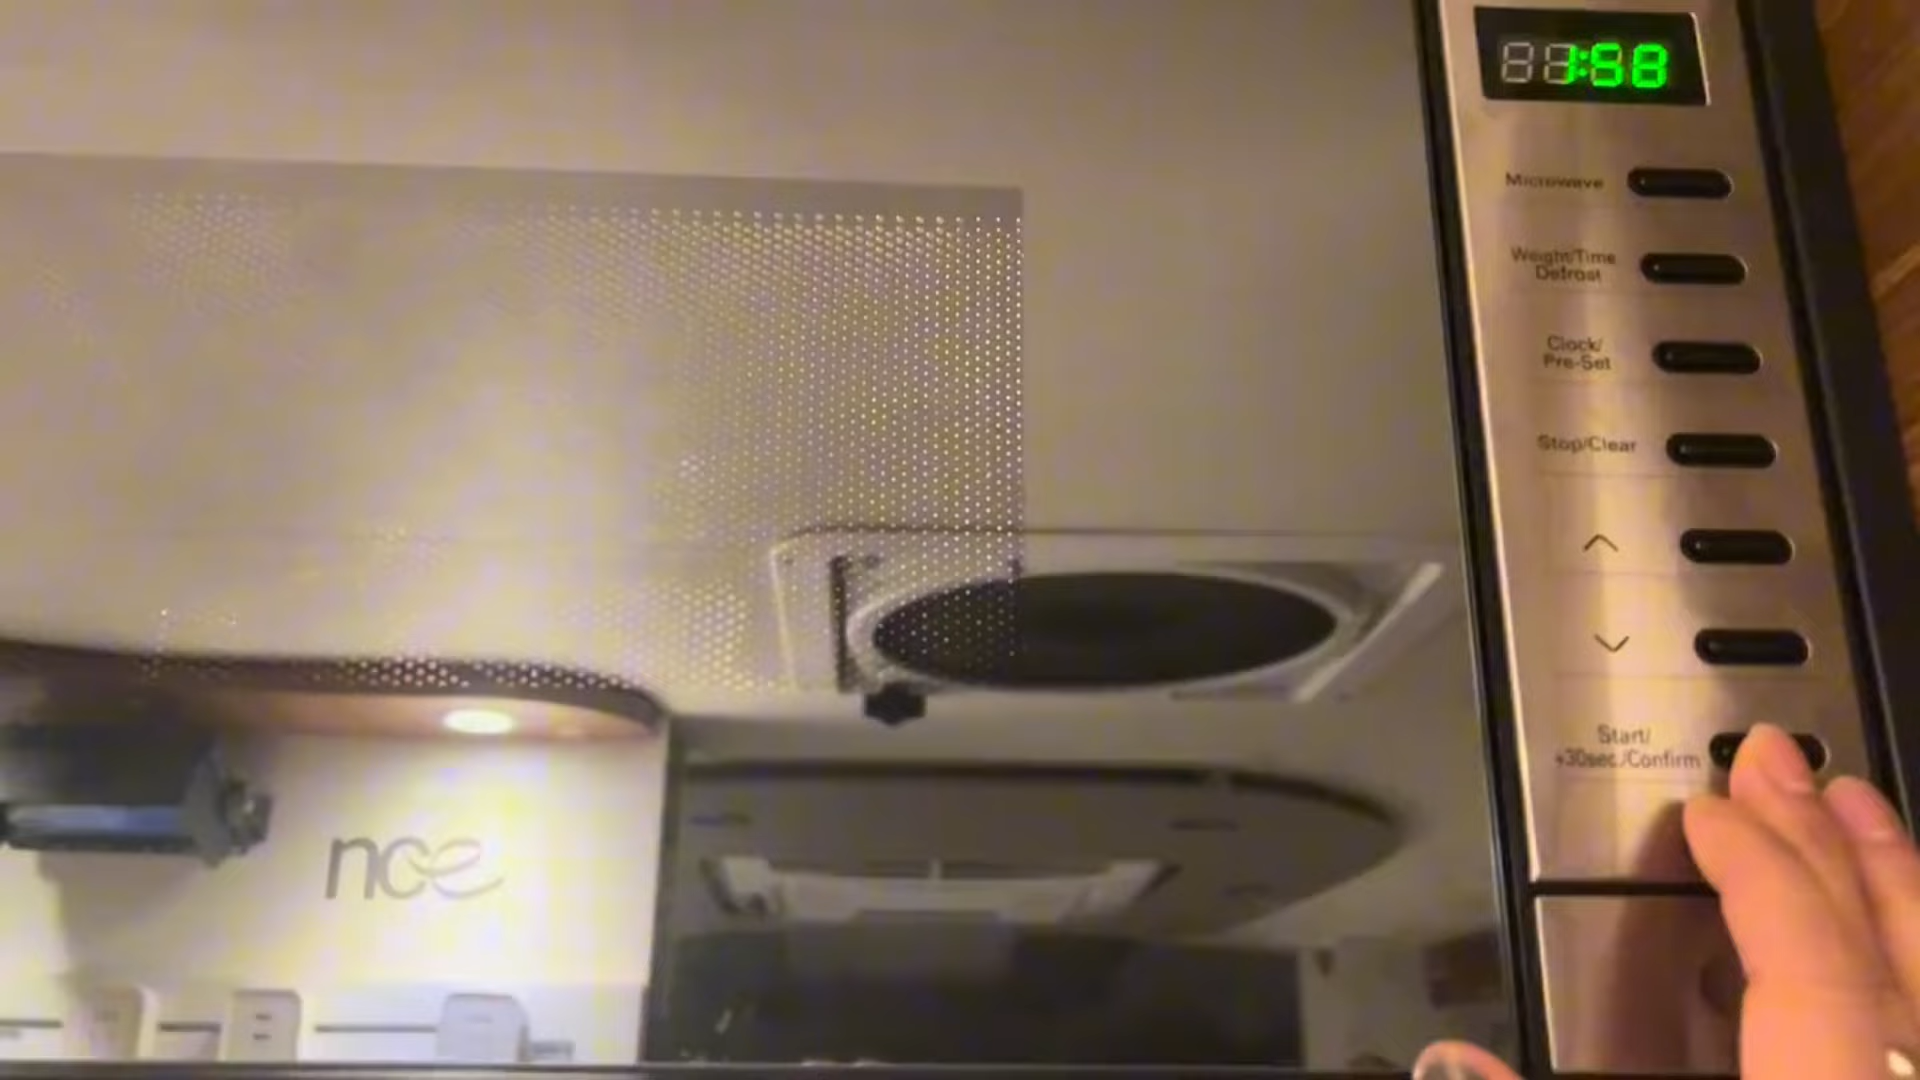 1:58
Microwave
Weight/Time
Defrost
Clock/
Pre-Set
Stop/Clear
Start/
+30sec./Confirm
nce